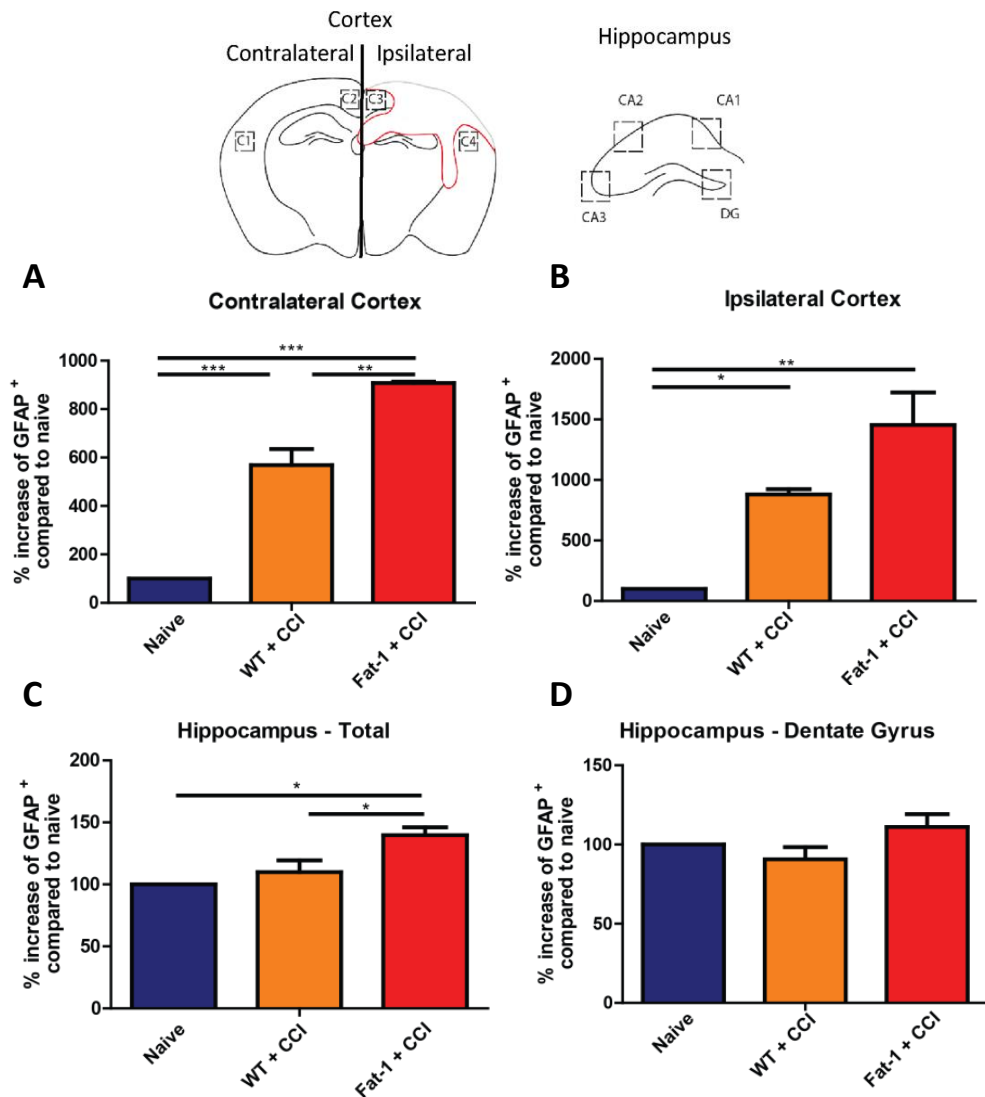 Cortex
Contralateral Ipsilateral
Hippocampus
C1
C2
C3
C4
CA2
CA1
CA3
DG
A
Contralateral Cortex
% increase of GFAP +
compared to naive
1000
800
600
400
200
0
***
***
**
Naive
WT + CCI
Fat-1 + CCI
B
Ipsilateral Cortex
% increase of GFAP +
compared to naive
2000
1500
1000
500
0
**
*
Naive
WT + CCI
Fat-1 + CCI
C
Hippocampus - Total
% increase of GFAP +
compared to naive
200
150
100
50
0
*
*
Naive
WT + CCI
Fat-1 + CCI
D
Hippocampus - Dentate Gyrus
% increase of GFAP +
compared to naive
150
100
50
0
Naive
WT + CCI
Fat-1 + CCI